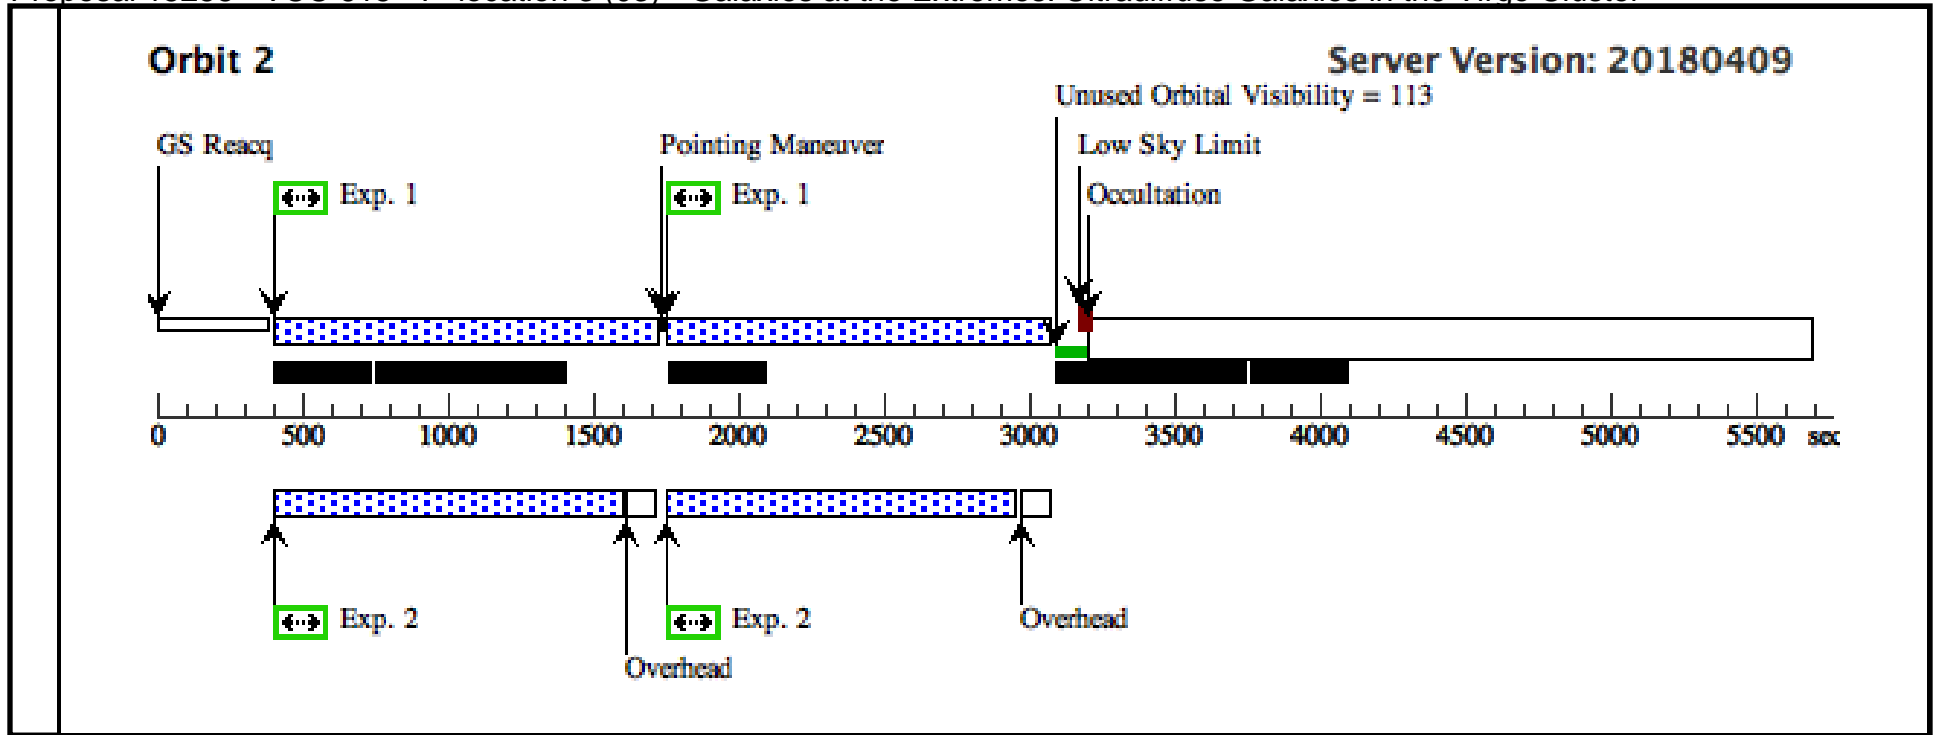 Orbit 2
Server Version: 20180409
Unused Orbital Visibility = 113
GS Reacq
Pointing Maneuver
Low Sky Limit
Exp. 1
Exp. 1
Occultation
0 500 1000 1500 2000 2500 3000 3500 4000 4500 5000 5500 sec
Exp. 2
Exp. 2
Overhead
Overhead